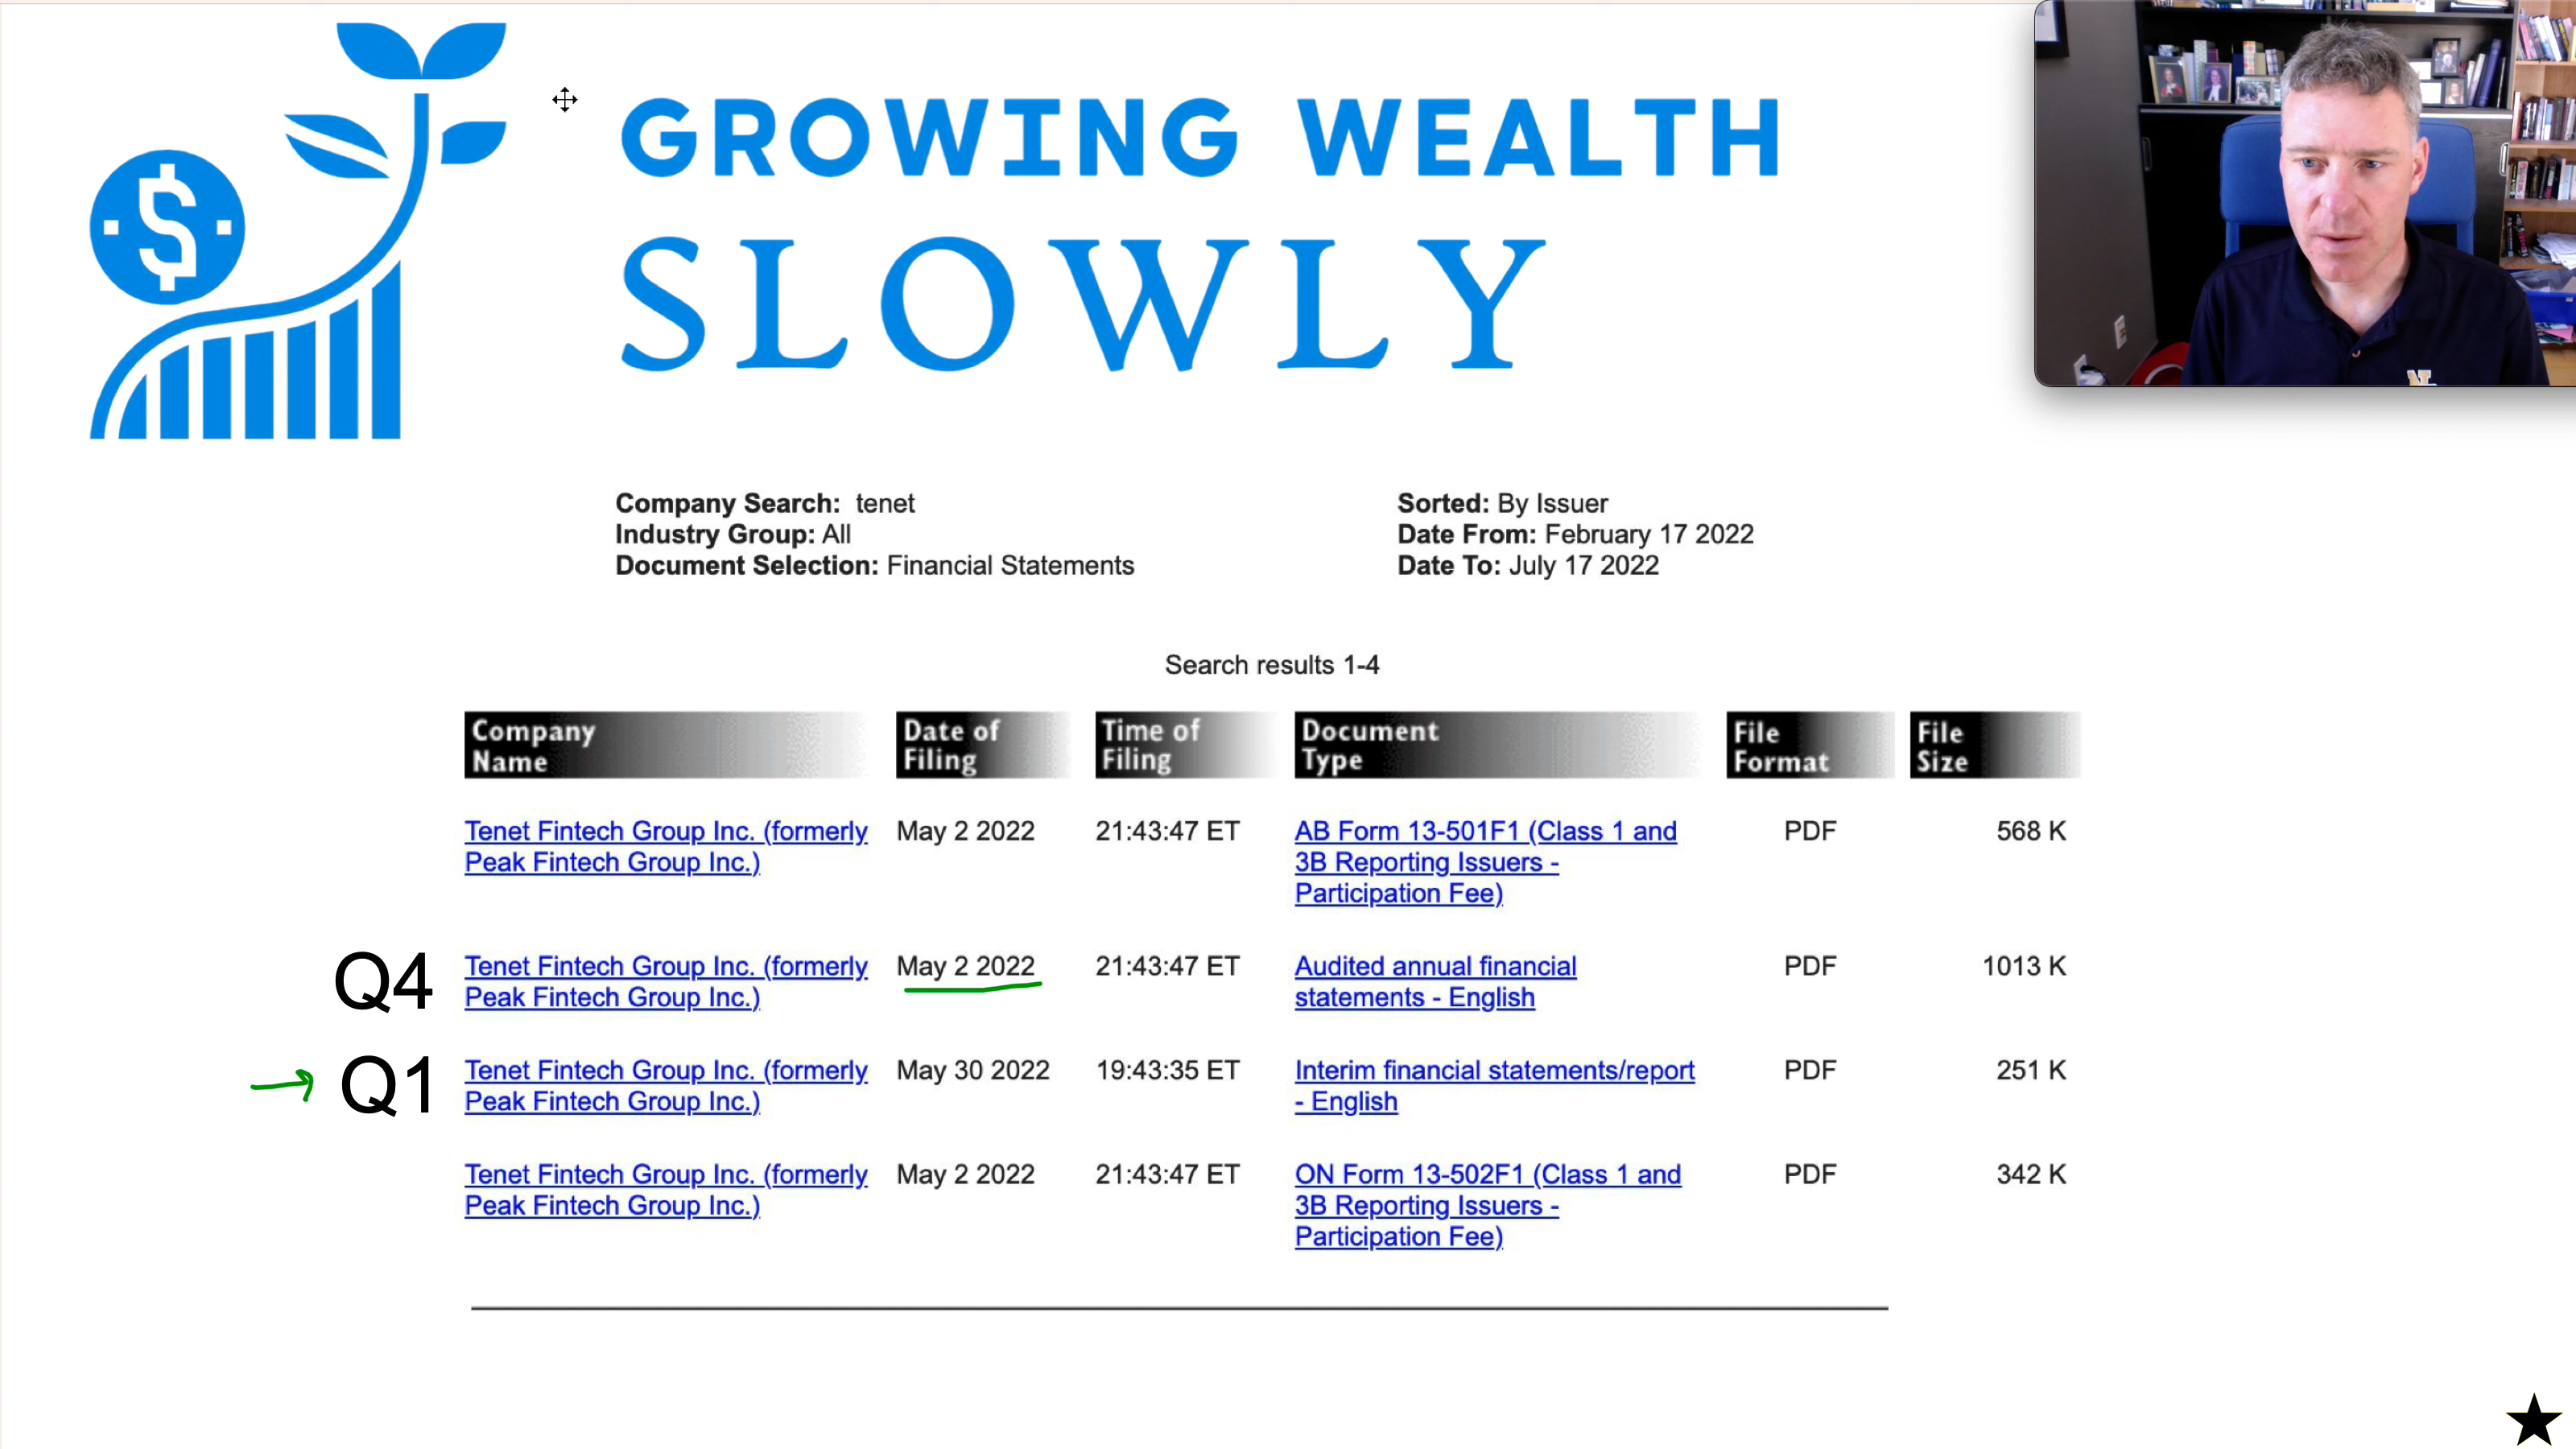 GROWING WEALTH
SLOWLY
Company Search: tenet
Industry Group: All
Document Selection: Financial Statements
Sorted: By Issuer
Date From: February 17 2022
Date To: July 17 2022
Search results 1-4
Company Name
Date of Filing
Time of Filing
Document Type
File Format
File Size
Tenet Fintech Group Inc. (formerly
Peak Fintech Group Inc.)
May 2 2022
21:43:47 ET
AB Form 13-501F1 (Class 1 and
3B Reporting Issuers -
Participation Fee)
PDF
568 K
Q4
Tenet Fintech Group Inc. (formerly
Peak Fintech Group Inc.)
May 2 2022
21:43:47 ET
Audited annual financial
statements - English
PDF
1013 K
Q1
Tenet Fintech Group Inc. (formerly
Peak Fintech Group Inc.)
May 30 2022
19:43:35 ET
Interim financial statements/report
- English
PDF
251 K
Tenet Fintech Group Inc. (formerly
Peak Fintech Group Inc.)
May 2 2022
21:43:47 ET
ON Form 13-502F1 (Class 1 and
3B Reporting Issuers -
Participation Fee)
PDF
342 K